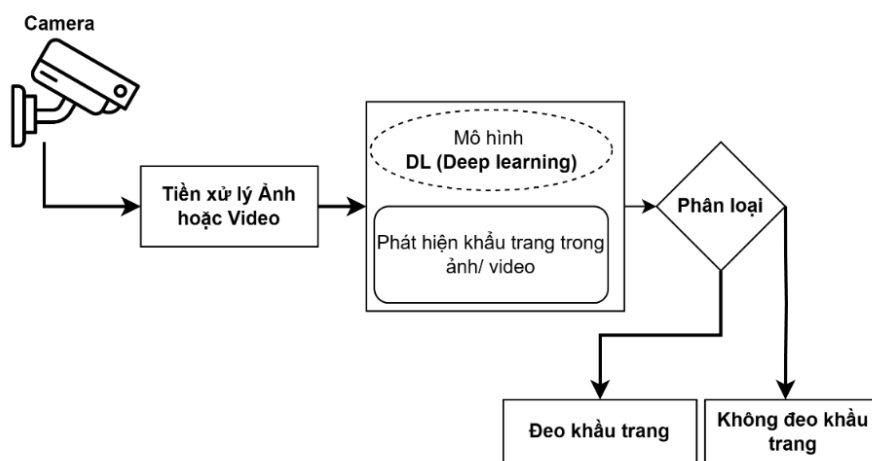 Camera
Tiền xử lý Ảnh
hoặc Video
Mô hình
DL (Deep learning)
Phát hiện khẩu trang trong
ảnh/ video
Phân loại
Đeo khẩu trang
Không đeo khẩu
trang